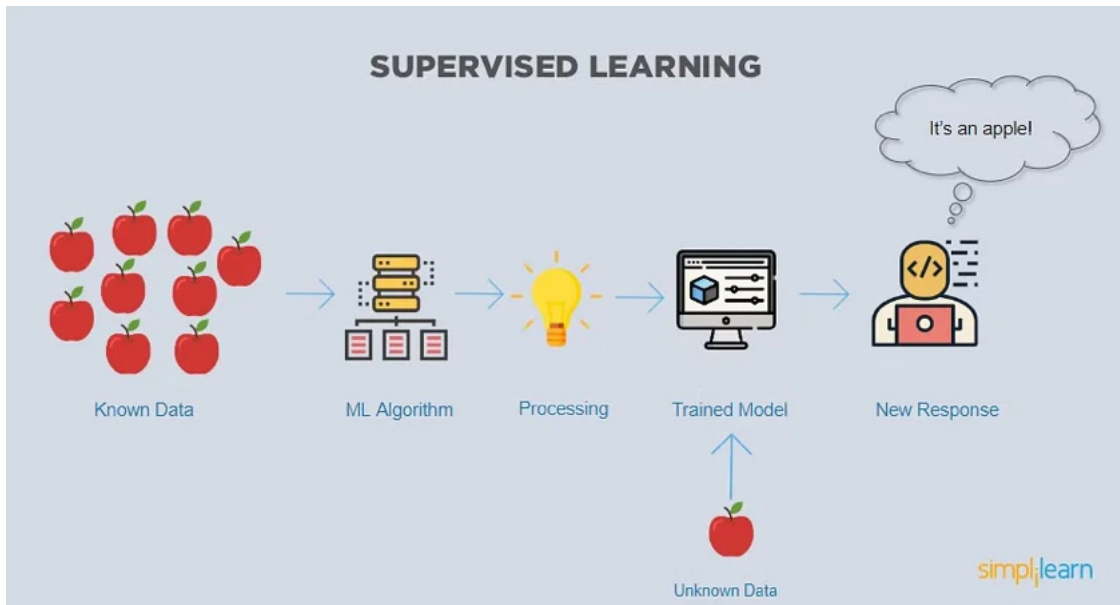 SUPERVISED LEARNING
It's an apple!
</>
Known Data
ML Algorithm
Processing
Trained Model
New Response
Unknown Data
simplilearn